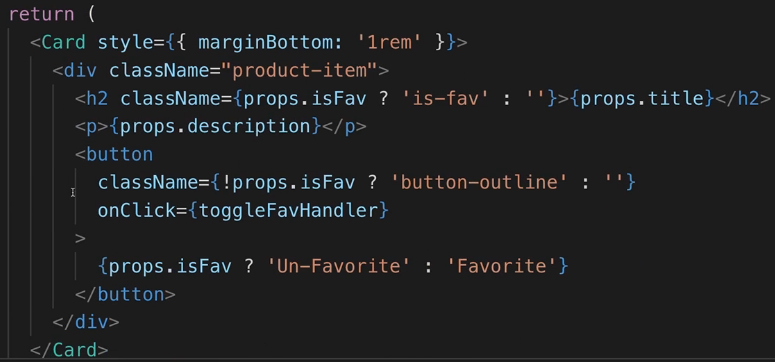 return (
<Card style={{ marginBottom: '1rem' }}>
<div className="product-item">
<h2 className={props.isFav ? 'is-fav' : ''}>{props.title}</h2>
<p>{props.description}</p>
<button
className={!props.isFav ? 'button-outline' : ''}
onClick={toggleFavHandler}
>
{props.isFav ? 'Un-Favorite' : 'Favorite'}
</button>
</div>
</Card>